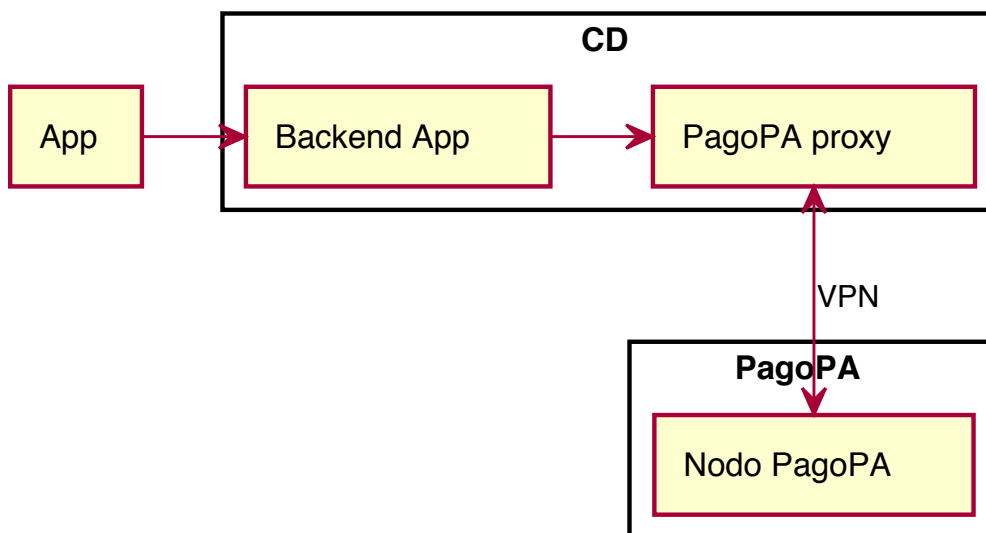 CD
App
Backend App
PagoPA proxy
VPN
PagoPA
Nodo PagoPA